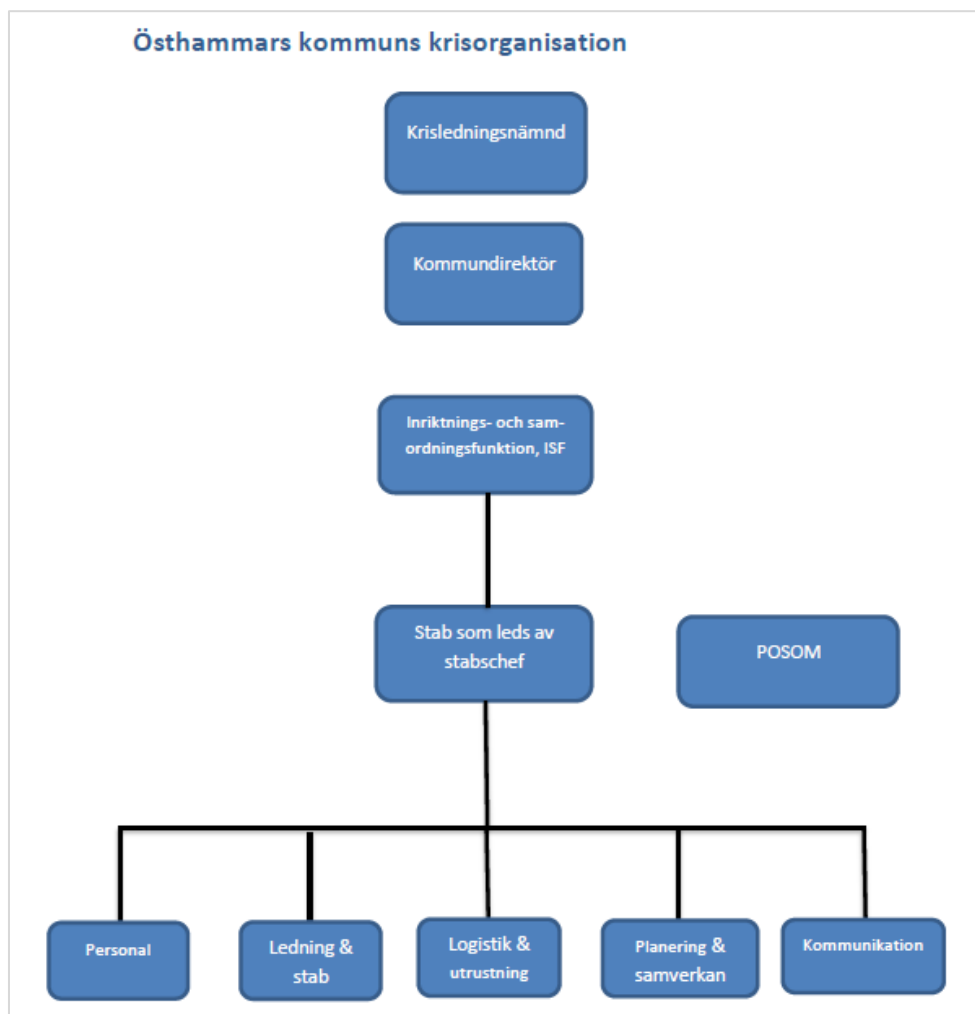 Östhammars kommuns krisorganisation
Krisledningsnämnd
Kommundirektör
Inriktnings- och sam-
ordningsfunktion, ISF
Stab som leds av
stabschef
POSOM
Personal
Ledning &
stab
Logistik &
utrustning
Planering &
samverkan
Kommunikation